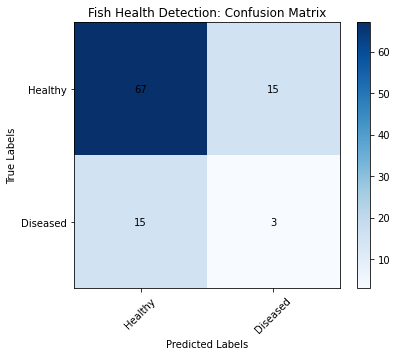 Fish Health Detection: Confusion Matrix
True Labels
Healthy
67
15
Diseased
15
3
Healthy
Diseased
Predicted Labels
60
50
40
30
20
10